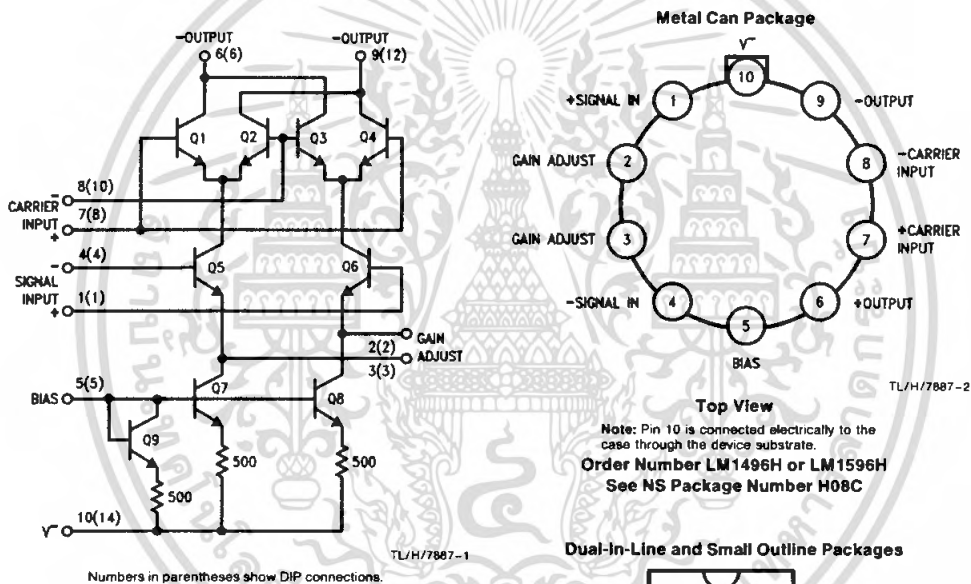 -OUTPUT
6(6)
-OUTPUT
9(12)
Q1
Q2
Q3
Q4
8(10)
-
CARRIER
INPUT
7(8)
+
4(4)
-
Q5
Q6
SIGNAL
INPUT
1(1)
+
GAIN
ADJUST
2(2)
3(3)
BIAS
5(5)
Q7
Q8
Q9
500
500
500
V-
10(14)
TL/H/7887-1
Numbers in parentheses show DIP connections.
Metal Can Package
V-
10
+SIGNAL IN
1
9
-OUTPUT
GAIN ADJUST
2
8
-CARRIER
INPUT
GAIN ADJUST
3
7
+CARRIER
INPUT
-SIGNAL IN
4
6
+OUTPUT
5
BIAS
TL/H/7887-2
Top View
Note: Pin 10 is connected electrically to the
case through the device substrate.
Order Number LM1496H or LM1596H
See NS Package Number H08C
Dual-In-Line and Small Outline Packages